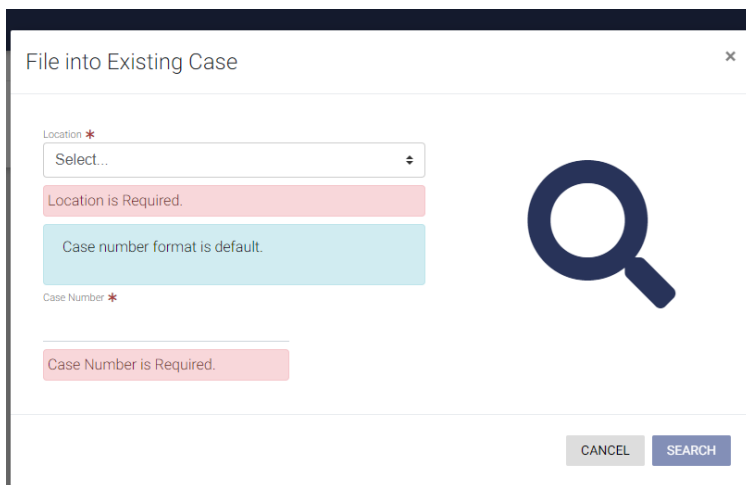 File into Existing Case
×
Location *
Select...
Location is Required.
Case number format is default.
Case Number *
Case Number is Required.
CANCEL SEARCH